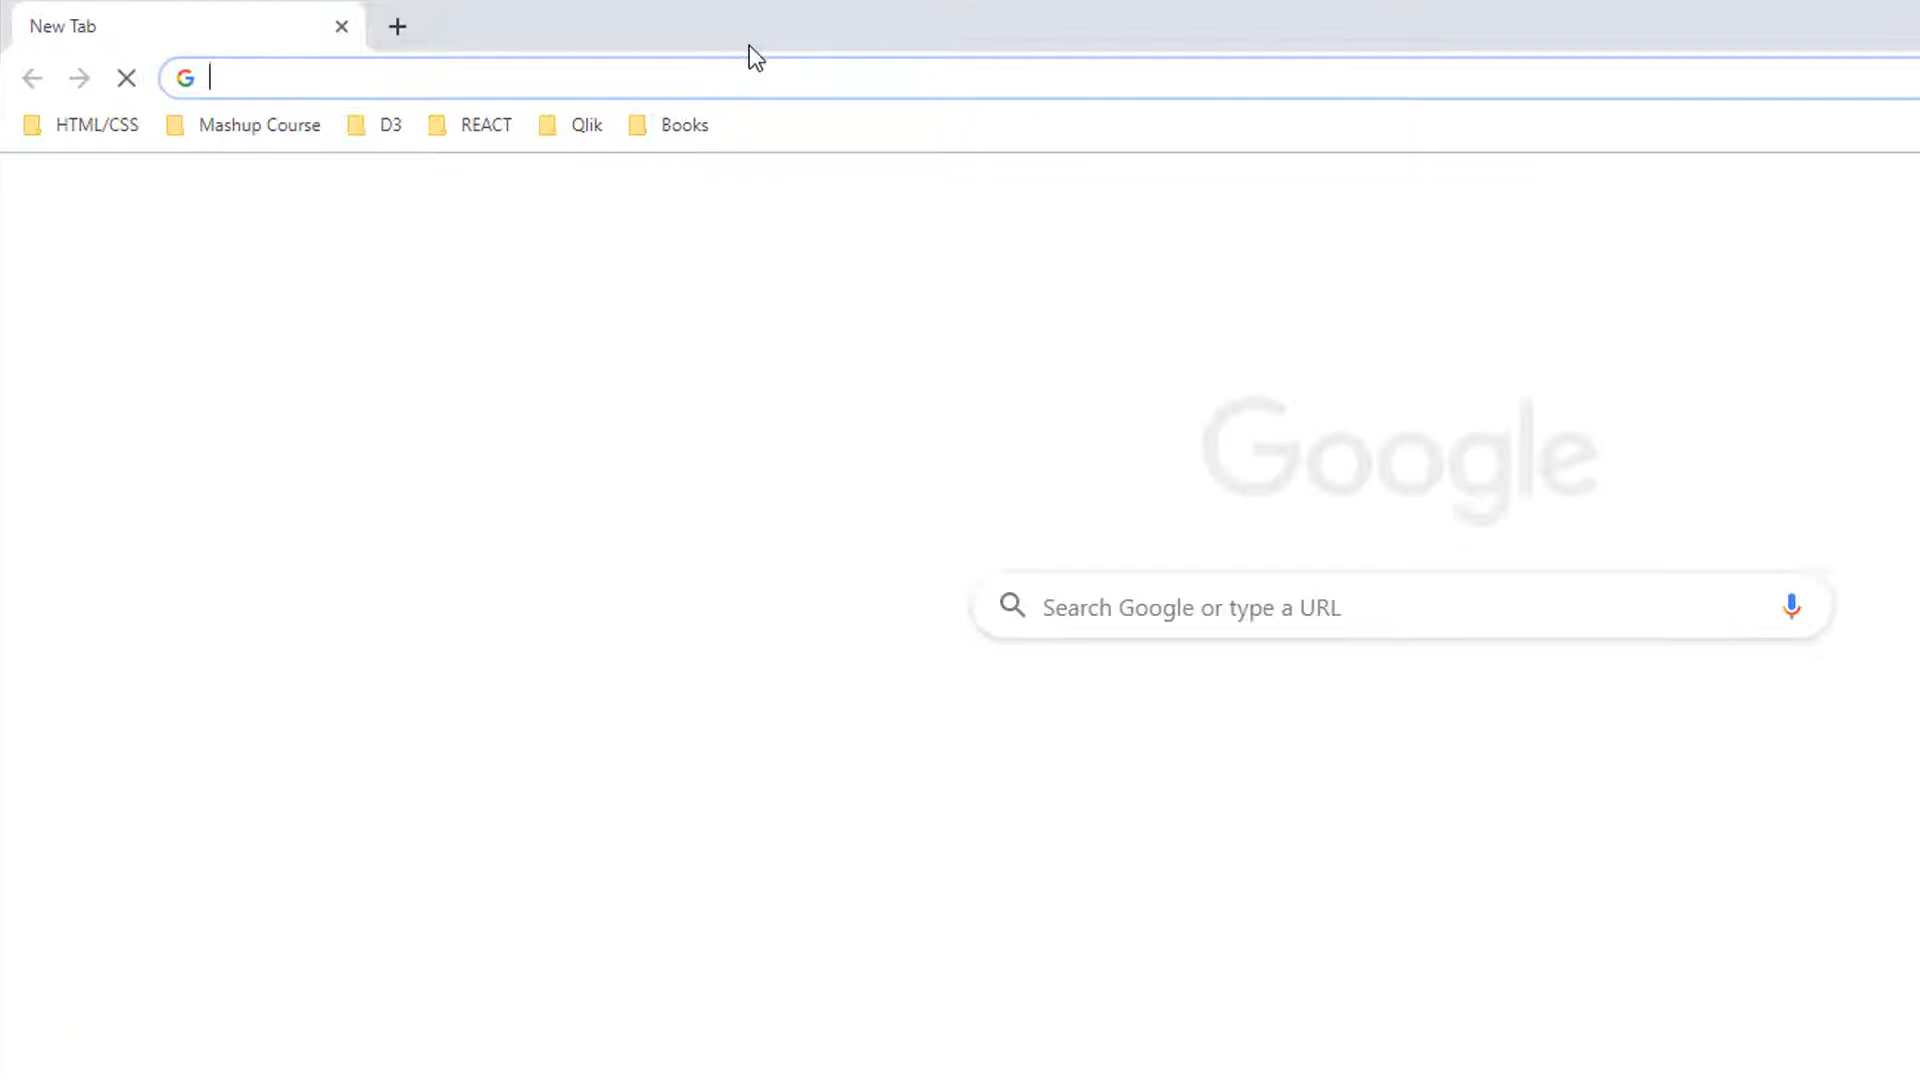 New Tab
G
HTML/CSS Mashup Course D3 REACT Qlik Books
Google
Search Google or type a URL